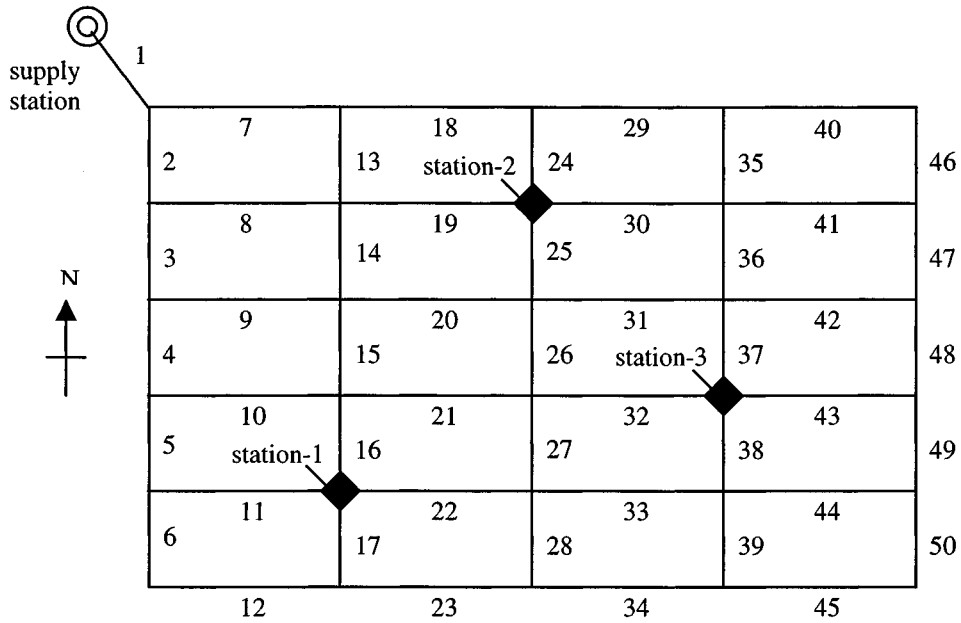 1
supply
station
7 18 29 40
2 13 24 35 46
station-2
8 19 30 41
3 14 25 36 47
N
9 20 31 42
4 15 26 37 48
station-3
10 21 32 43
5 16 27 38 49
station-1
11 22 33 44
6 17 28 39 50
12 23 34 45